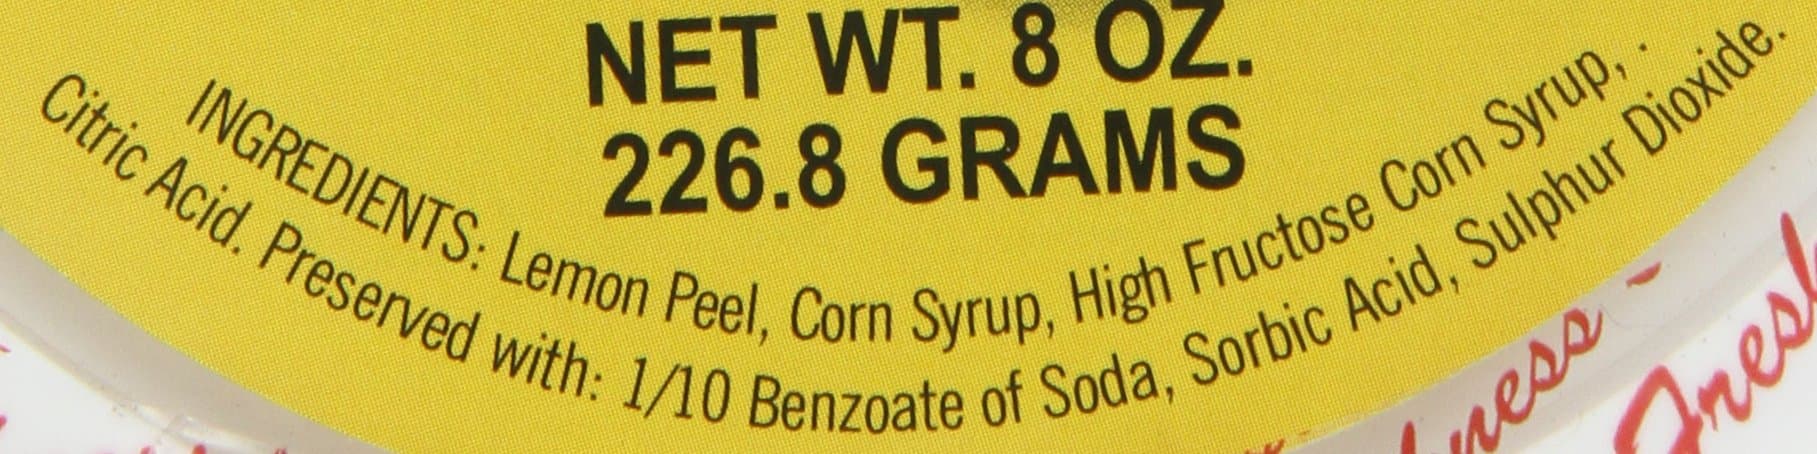 NET WT. 8 OZ.
226.8 GRAMS
INGREDIENTS: Lemon Peel, Corn Syrup, High Fructose Corn Syrup,
Citric Acid. Preserved with: 1/10 Benzoate of Soda, Sorbic Acid, Sulphur Dioxide.